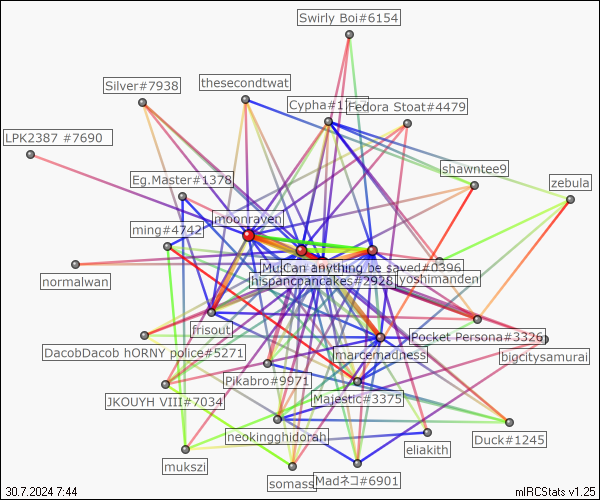 Swirly Boi#6154
Silver#7938
thesecondtwat
Cypha#1
Fedora Stoat#4479
LPK2387 #7690
shawntee9
Eg.Master#1378
zebula
moonraven
ming#4742
Mu
Can anything be saved#0396
normalwan
hispancpancakes#2928
yoshimanden
frisout
Pocket Persona#3326
DacobDacob hORNY police#5271
marcemadness
bigcitysamurai
Pikabro#9971
JKOUYH VIII#7034
Majestic#3375
neokingghidorah
Duck#1245
eliakith
mukszi
somass
Madネコ#6901
30.7.2024 7:44
mIRCStats v1.25